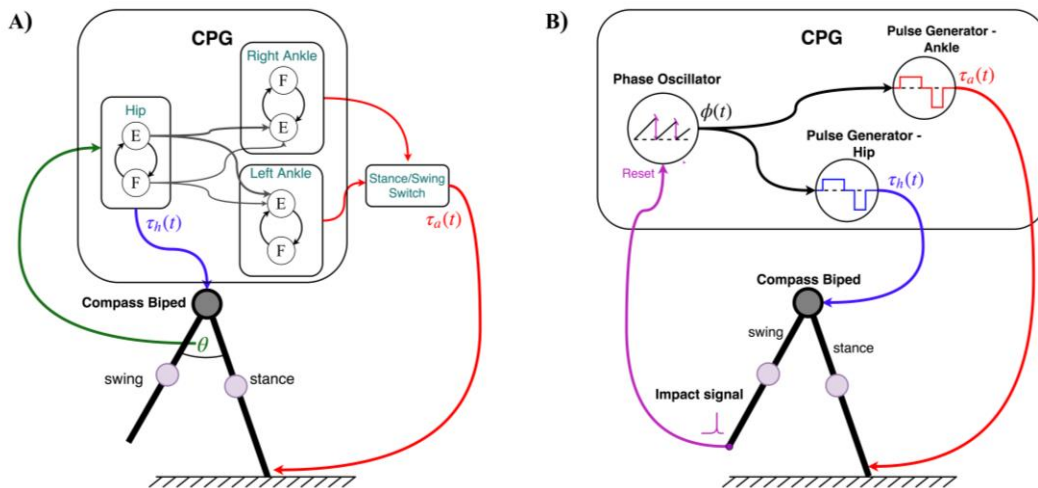 A)
CPG
Right Ankle
F
E
Hip
E
F
Left Ankle
E
F
Stance/Swing
Switch
τh(t)
τa(t)
Compass Biped
θ
swing
stance
B)
CPG
Pulse Generator -
Ankle
τa(t)
Phase Oscillator
ϕ(t)
Pulse Generator -
Hip
Reset
τh(t)
Compass Biped
swing
stance
Impact signal